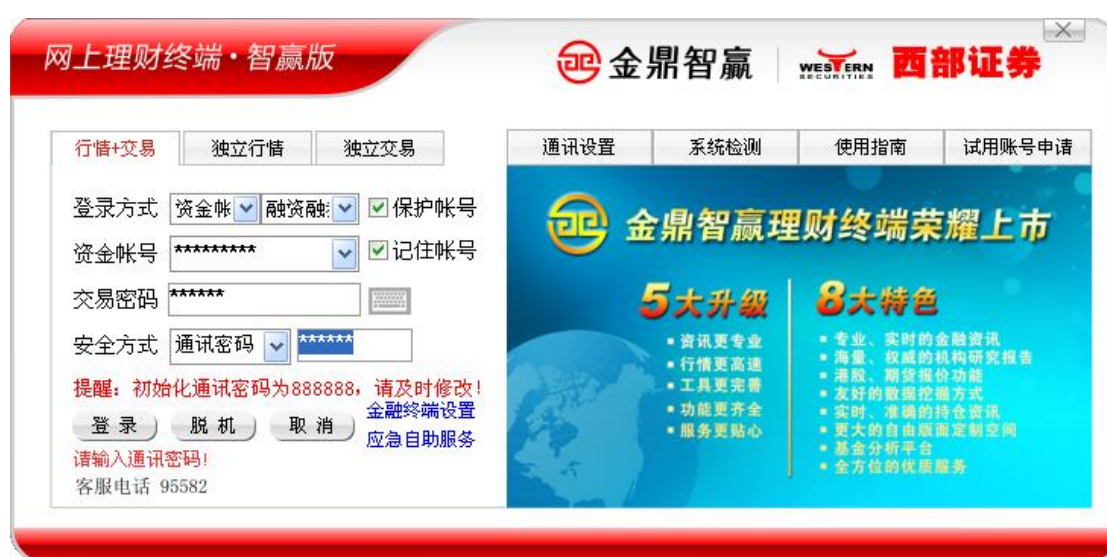 网上理财终端·智赢版
金鼎智赢 WESTERN SECURITIES 西部证券
行情+交易 独立行情 独立交易
通讯设置 系统检测 使用指南 试用账号申请
登录方式 资金帐 融资融 保护帐号
资金帐号 ********* 记住帐号
交易密码 ******
安全方式 通讯密码 ******
提醒：初始化通讯密码为888888，请及时修改!
登 录 脱 机 取 消
金融终端设置
应急自助服务
请输入通讯密码!
客服电话 95582
金鼎智赢理财终端荣耀上市
5大升级
▪ 资讯更专业
▪ 行情更高速
▪ 工具更完善
▪ 功能更齐全
▪ 服务更贴心
8大特色
▪ 专业、实时的金融资讯
▪ 海量、权威的机构研究报告
▪ 港股、期货报价功能
▪ 友好的数据挖掘方式
▪ 实时、准确的持仓资讯
▪ 更大的自由版面定制空间
▪ 基金分析平台
▪ 全方位的优质服务